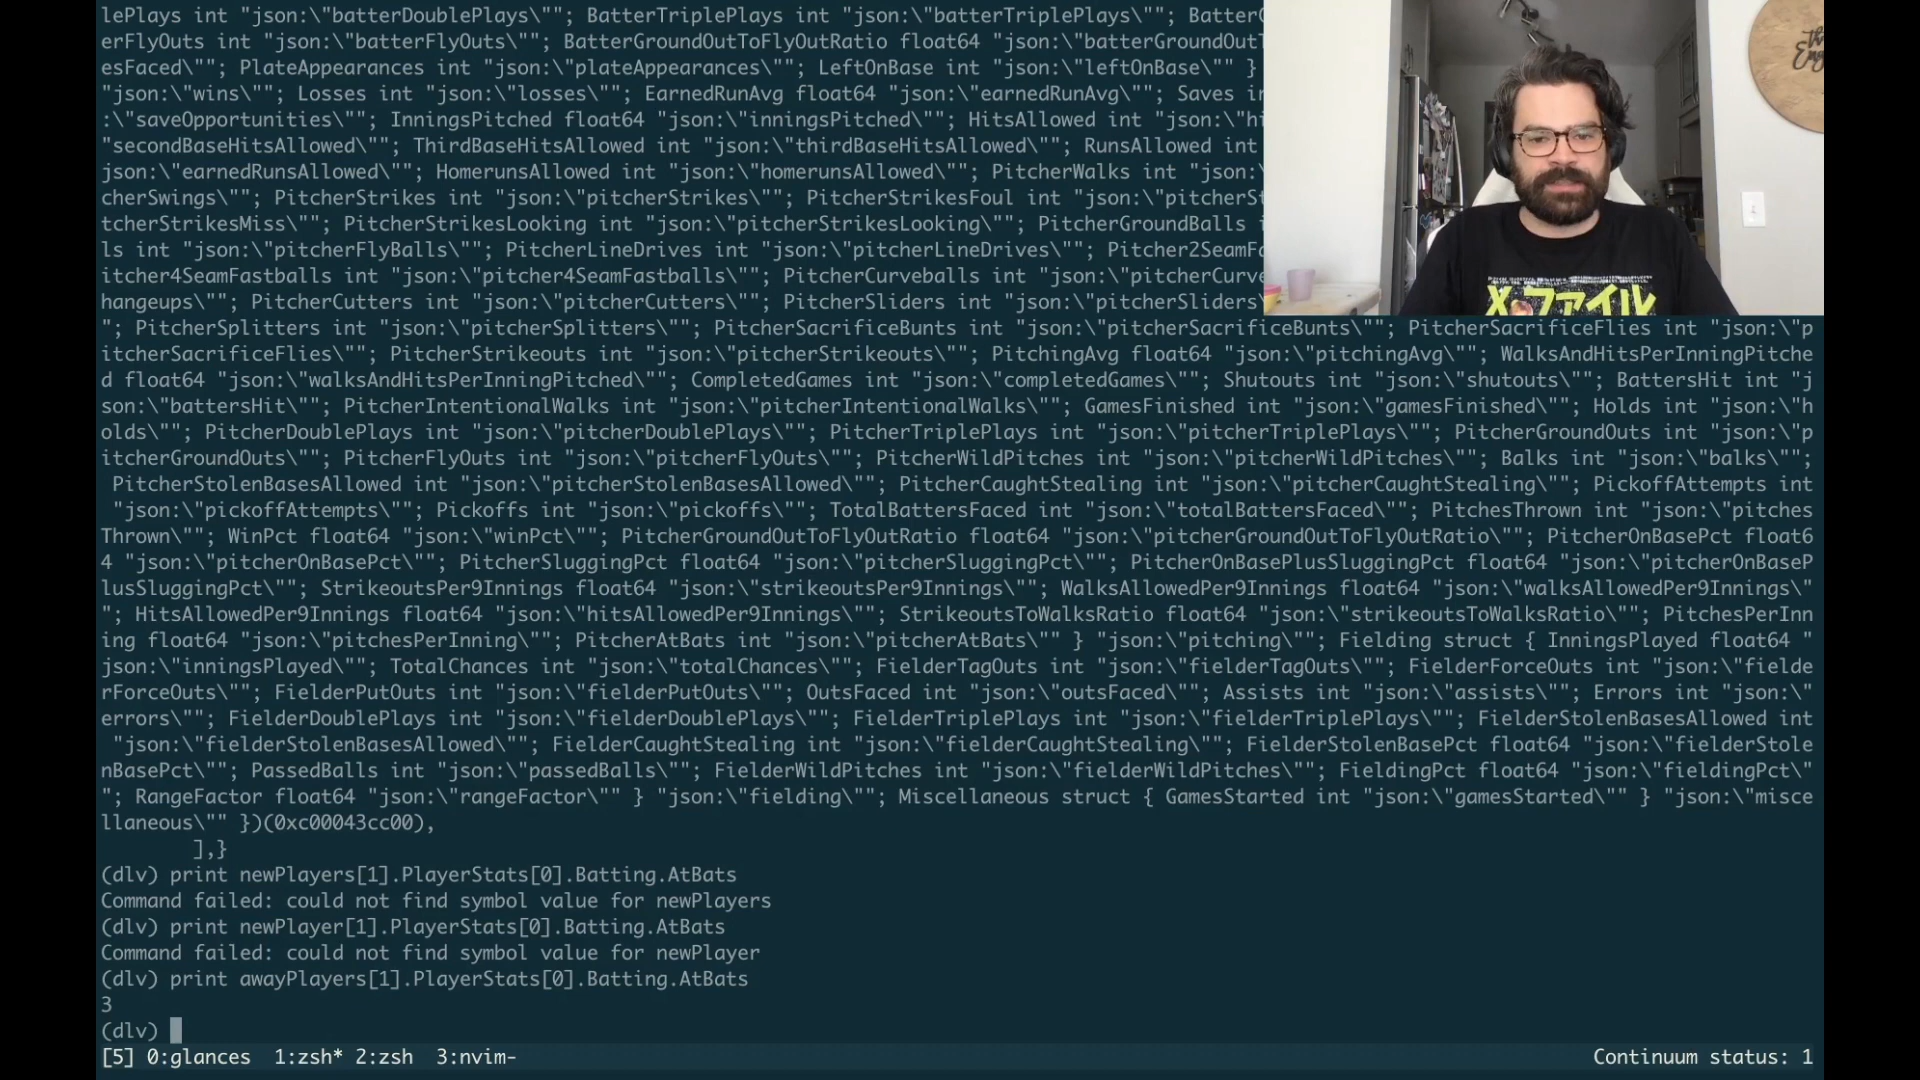 lePlays int "json:\"batterDoublePlays\""; BatterTriplePlays int "json:\"batterTriplePlays\"";
erFlyOuts int "json:\"batterFlyOuts\""; BatterGroundOutToFlyOutRatio float64
esFaced\""; PlateAppearances int "json:\"plateAppearances\""; LeftOnBase int "json:\"leftOnBase\"" }
"json:\"wins\""; Losses int "json:\"losses\""; EarnedRunAvg float64 "json:\"earnedRunAvg\""; Saves
:\"saveOpportunities\""; InningsPitched float64 "json:\"inningsPitched\""; HitsAllowed int
"secondBaseHitsAllowed\""; ThirdBaseHitsAllowed int "json:\"thirdBaseHitsAllowed\""; RunsAllowed int
json:\"earnedRunsAllowed\""; HomerunsAllowed int "json:\"homerunsAllowed\""; PitcherWalks int
cherSwings\""; PitcherStrikes int "json:\"pitcherStrikes\""; PitcherStrikesFoul int
tcherStrikesMiss\""; PitcherStrikesLooking int "json:\"pitcherStrikesLooking\""; PitcherGroundBalls
ls int "json:\"pitcherFlyBalls\""; PitcherLineDrives int "json:\"pitcherLineDrives\"";
itcher4SeamFastballs int "json:\"pitcher4SeamFastballs\""; PitcherCurveballs int
hangeups\""; PitcherCutters int "json:\"pitcherCutters\""; PitcherSliders int "json:\"pitcherSliders\
"; PitcherSplitters int "json:\"pitcherSplitters\""; PitcherSacrificeBunts int "json:\"pitcherSacrificeBunts\""; PitcherSacrificeFlies int "json:\"p
itcherSacrificeFlies\""; PitcherStrikeouts int "json:\"pitcherStrikeouts\""; PitchingAvg float64 "json:\"pitchingAvg\""; WalksAndHitsPerInningPitche
d float64 "json:\"walksAndHitsPerInningPitched\""; CompletedGames int "json:\"completedGames\""; Shutouts int "json:\"shutouts\""; BattersHit int "j
son:\"battersHit\""; PitcherIntentionalWalks int "json:\"pitcherIntentionalWalks\""; GamesFinished int "json:\"gamesFinished\""; Holds int "json:\"h
olds\""; PitcherDoublePlays int "json:\"pitcherDoublePlays\""; PitcherTriplePlays int "json:\"pitcherTriplePlays\""; PitcherGroundOuts int "json:\"p
itcherGroundOuts\""; PitcherFlyOuts int "json:\"pitcherFlyOuts\""; PitcherWildPitches int "json:\"pitcherWildPitches\""; Balks int "json:\"balks\"";
PitcherStolenBasesAllowed int "json:\"pitcherStolenBasesAllowed\""; PitcherCaughtStealing int "json:\"pitcherCaughtStealing\""; PickoffAttempts int
"json:\"pickoffAttempts\""; Pickoffs int "json:\"pickoffs\""; TotalBattersFaced int "json:\"totalBattersFaced\""; PitchesThrown int "json:\"pitches
Thrown\""; WinPct float64 "json:\"winPct\""; PitcherGroundOutToFlyOutRatio float64 "json:\"pitcherGroundOutToFlyOutRatio\""; PitcherOnBasePct float6
4 "json:\"pitcherOnBasePct\""; PitcherSluggingPct float64 "json:\"pitcherSluggingPct\""; PitcherOnBasePlusSluggingPct float64 "json:\"pitcherOnBaseP
lusSluggingPct\""; StrikeoutsPer9Innings float64 "json:\"strikeoutsPer9Innings\""; WalksAllowedPer9Innings float64 "json:\"walksAllowedPer9Innings\"
"; HitsAllowedPer9Innings float64 "json:\"hitsAllowedPer9Innings\""; StrikeoutsToWalksRatio float64 "json:\"strikeoutsToWalksRatio\""; PitchesPerInn
ing float64 "json:\"pitchesPerInning\""; PitcherAtBats int "json:\"pitcherAtBats\"" } "json:\"pitching\""; Fielding struct { InningsPlayed float64 "
json:\"inningsPlayed\""; TotalChances int "json:\"totalChances\""; FielderTagOuts int "json:\"fielderTagOuts\""; FielderForceOuts int "json:\"fielde
rForceOuts\""; FielderPutOuts int "json:\"fielderPutOuts\""; OutsFaced int "json:\"outsFaced\""; Assists int "json:\"assists\""; Errors int "json:\"
errors\""; FielderDoublePlays int "json:\"fielderDoublePlays\""; FielderTriplePlays int "json:\"fielderTriplePlays\""; FielderStolenBasesAllowed int
"json:\"fielderStolenBasesAllowed\""; FielderCaughtStealing int "json:\"fielderCaughtStealing\""; FielderStolenBasePct float64 "json:\"fielderStole
nBasePct\""; PassedBalls int "json:\"passedBalls\""; FielderWildPitches int "json:\"fielderWildPitches\""; FieldingPct float64 "json:\"fieldingPct\"
"; RangeFactor float64 "json:\"rangeFactor\"" } "json:\"fielding\""; Miscellaneous struct { GamesStarted int "json:\"gamesStarted\"" } "json:\"misce
llaneous\"" })(0xc00043cc00),
],}
(dlv) print newPlayers[1].PlayerStats[0].Batting.AtBats
Command failed: could not find symbol value for newPlayers
(dlv) print newPlayer[1].PlayerStats[0].Batting.AtBats
Command failed: could not find symbol value for newPlayer
(dlv) print awayPlayers[1].PlayerStats[0].Batting.AtBats
3
(dlv)
[5] 0:glances 1:zsh* 2:zsh 3:nvim- Continuum status: 1
X ファイル